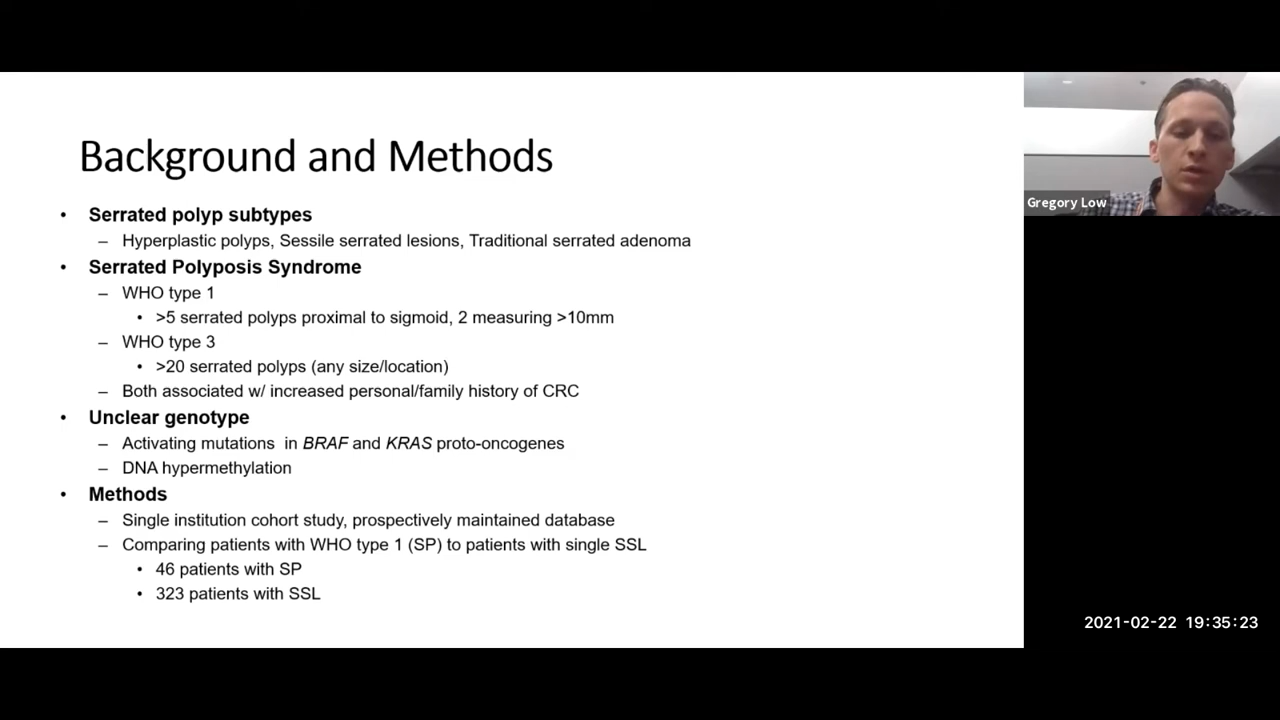 Background and Methods
• Serrated polyp subtypes
– Hyperplastic polyps, Sessile serrated lesions, Traditional serrated adenoma
• Serrated Polyposis Syndrome
– WHO type 1
• >5 serrated polyps proximal to sigmoid, 2 measuring >10mm
– WHO type 3
• >20 serrated polyps (any size/location)
– Both associated w/ increased personal/family history of CRC
• Unclear genotype
– Activating mutations  in BRAF and KRAS proto-oncogenes
– DNA hypermethylation
• Methods
– Single institution cohort study, prospectively maintained database
– Comparing patients with WHO type 1 (SP) to patients with single SSL
• 46 patients with SP
• 323 patients with SSL
Gregory Low
2021-02-22 19:35:23